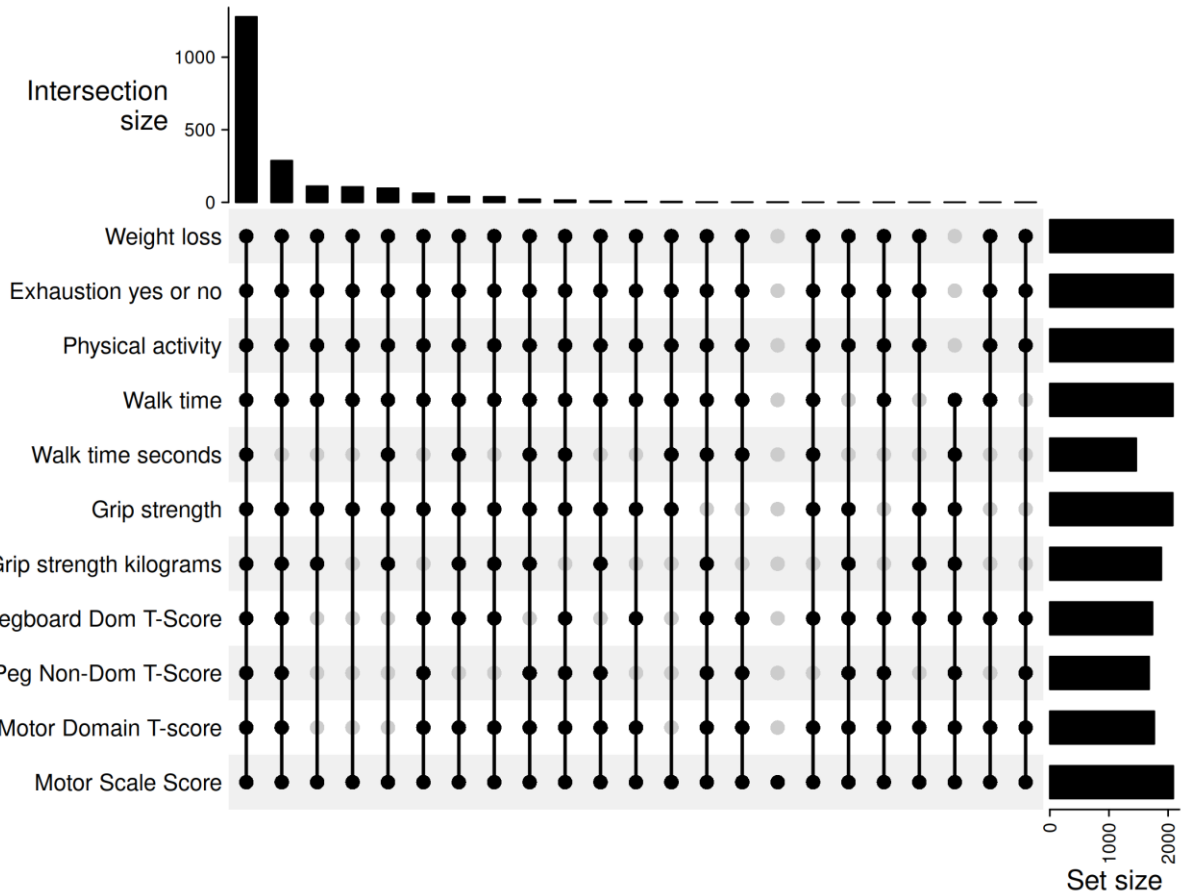 1000
Intersection
size
500
0
Weight loss
Exhaustion yes or no
Physical activity
Walk time
Walk time seconds
Grip strength
Grip strength kilograms
egboard Dom T-Score
Peg Non-Dom T-Score
Motor Domain T-score
Motor Scale Score
0
1000
2000
Set size